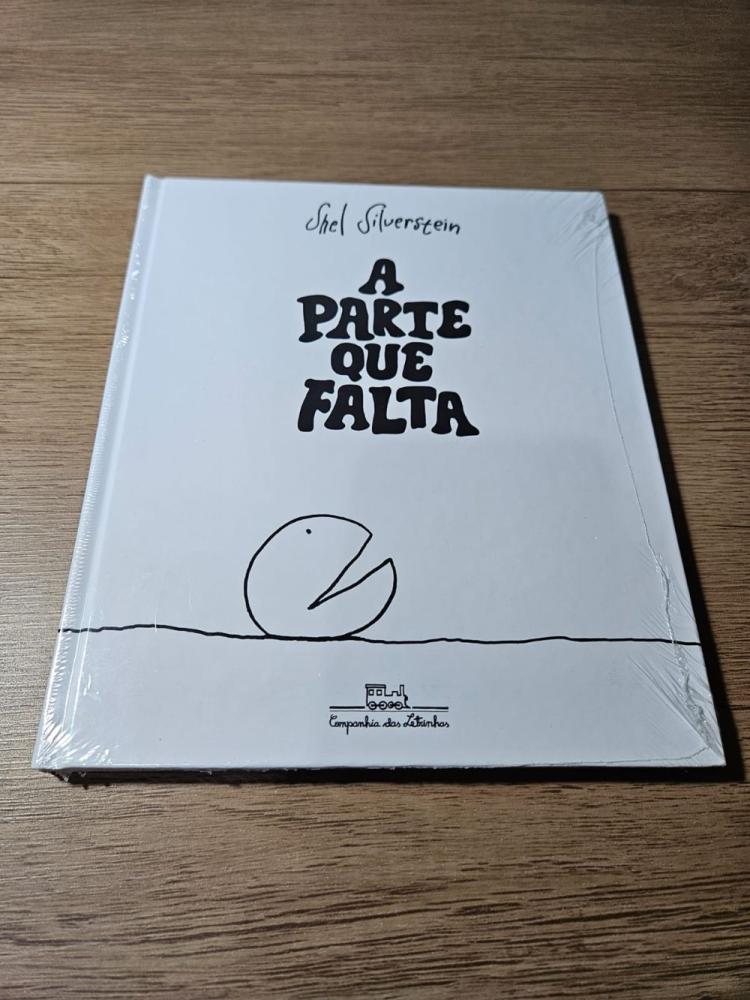 Shel Silverstein
A
PARTE
QUE
FALTA
Companhia das Letrinhas